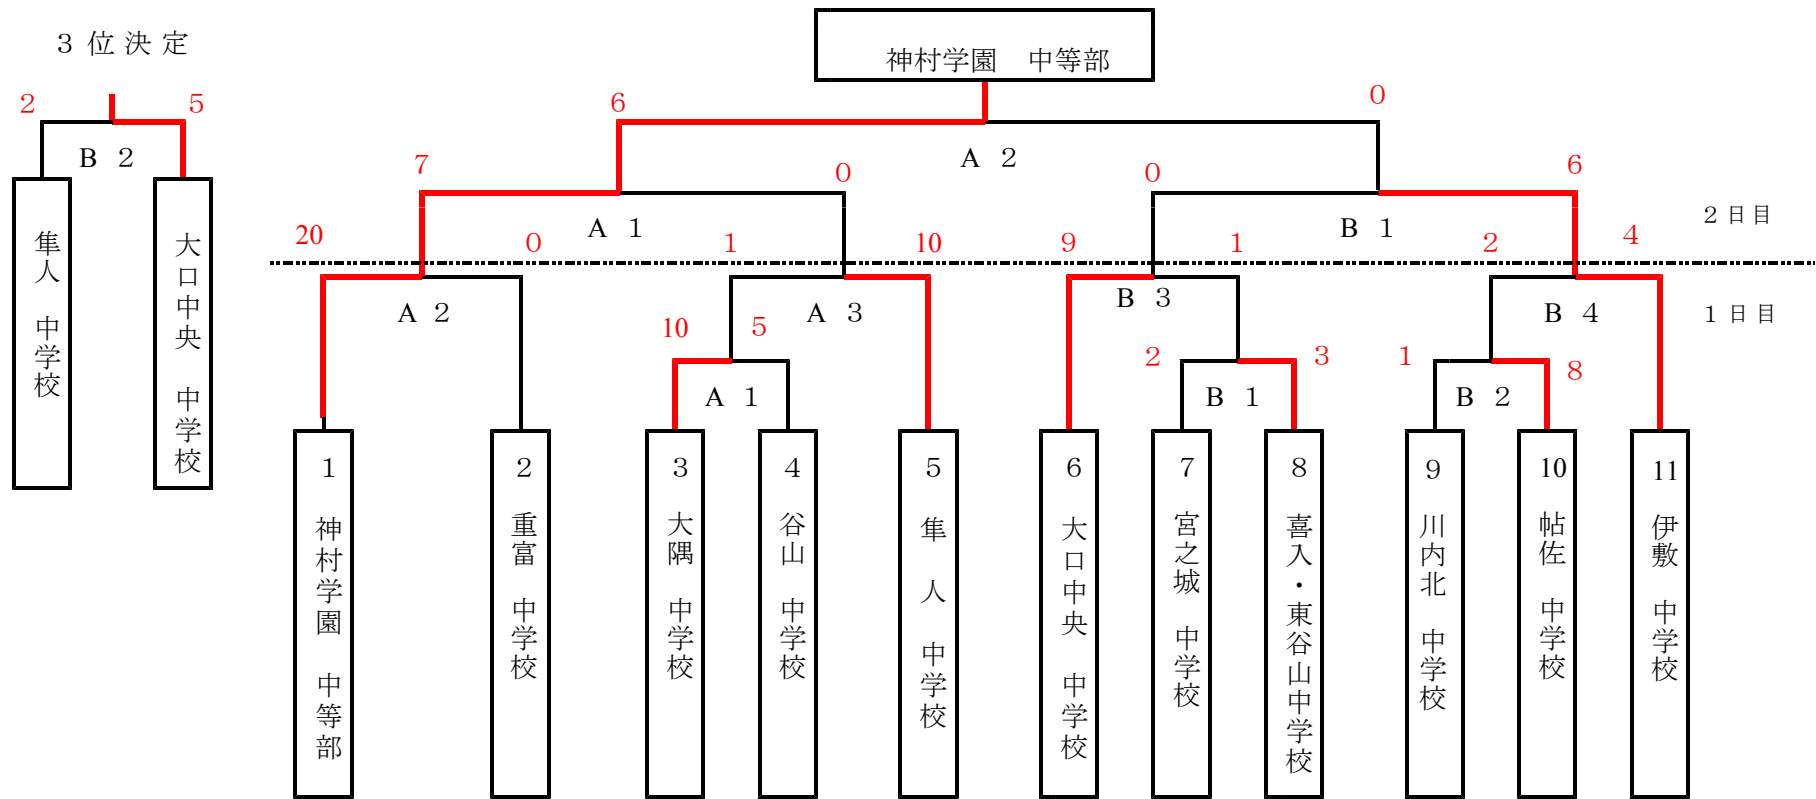 ３位決定
神村学園　中等部
2
5
6
0
B 2
A 2
7
0
0
6
2日目
A 1
B 1
20
0
1
10
9
1
2
4
A 2
A 3
B 3
B 4
1日目
10
5
2
3
1
8
A 1
B 1
B 2
隼人　中学校
大口中央　中学校
1　神村学園　中等部
2　重富　中学校
3　大隅　中学校
4　谷山　中学校
5　隼人　中学校
6　大口中央　中学校
7　宮之城　中学校
8　喜入・東谷山中学校
9　川内北　中学校
10　帖佐　中学校
11　伊敷　中学校